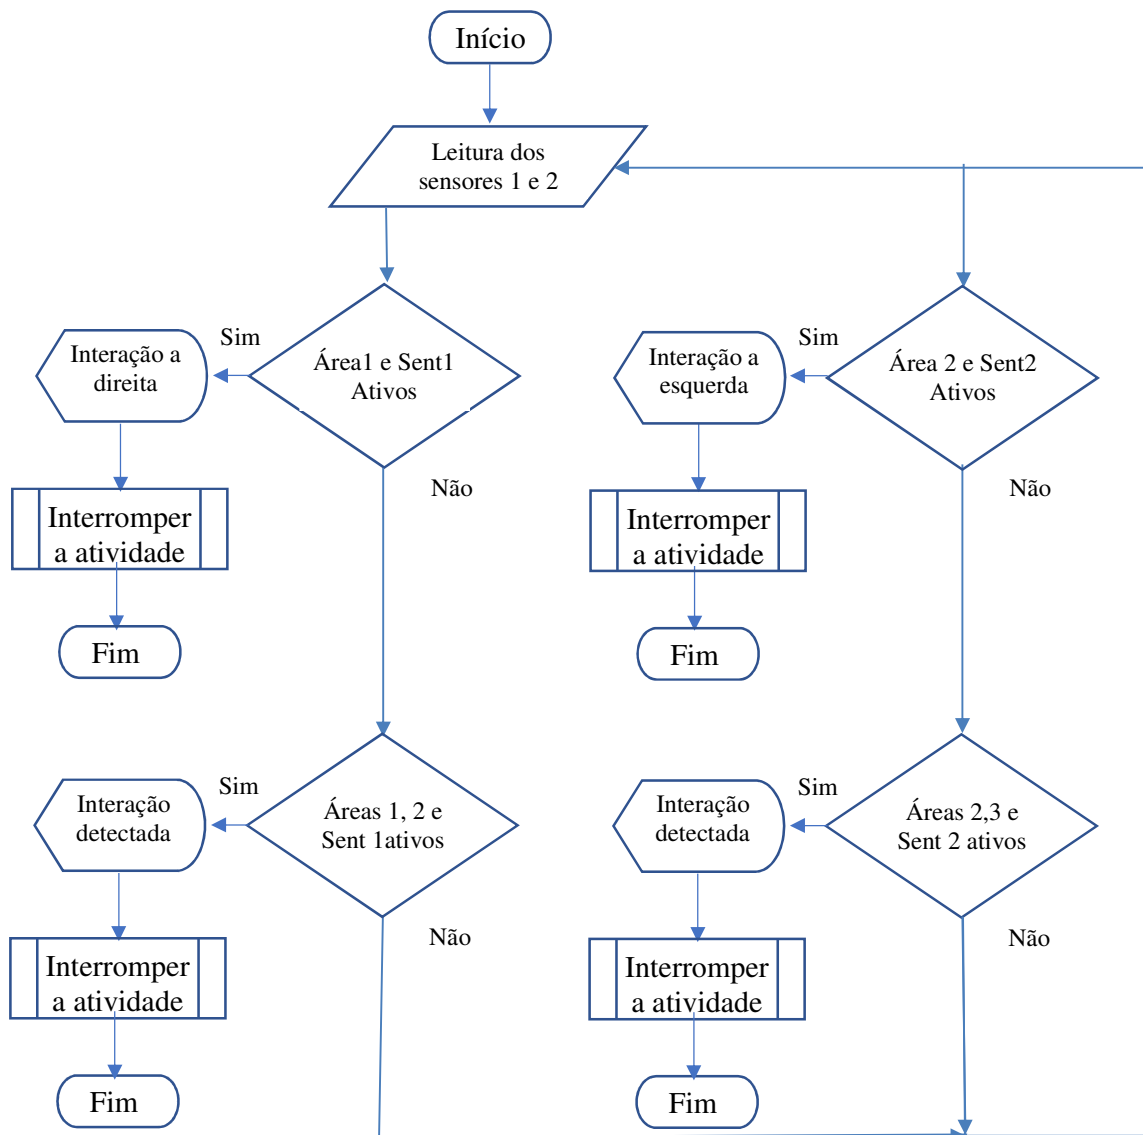 Início
Leitura dos
sensores 1 e 2
Sim
Interação a
direita
Área1 e Sent1
Ativos
Não
Interromper
a atividade
Fim
Sim
Interação a
esquerda
Área 2 e Sent2
Ativos
Não
Interromper
a atividade
Fim
Sim
Interação
detectada
Áreas 1, 2 e
Sent 1ativos
Não
Interromper
a atividade
Fim
Sim
Interação
detectada
Áreas 2,3 e
Sent 2 ativos
Não
Interromper
a atividade
Fim